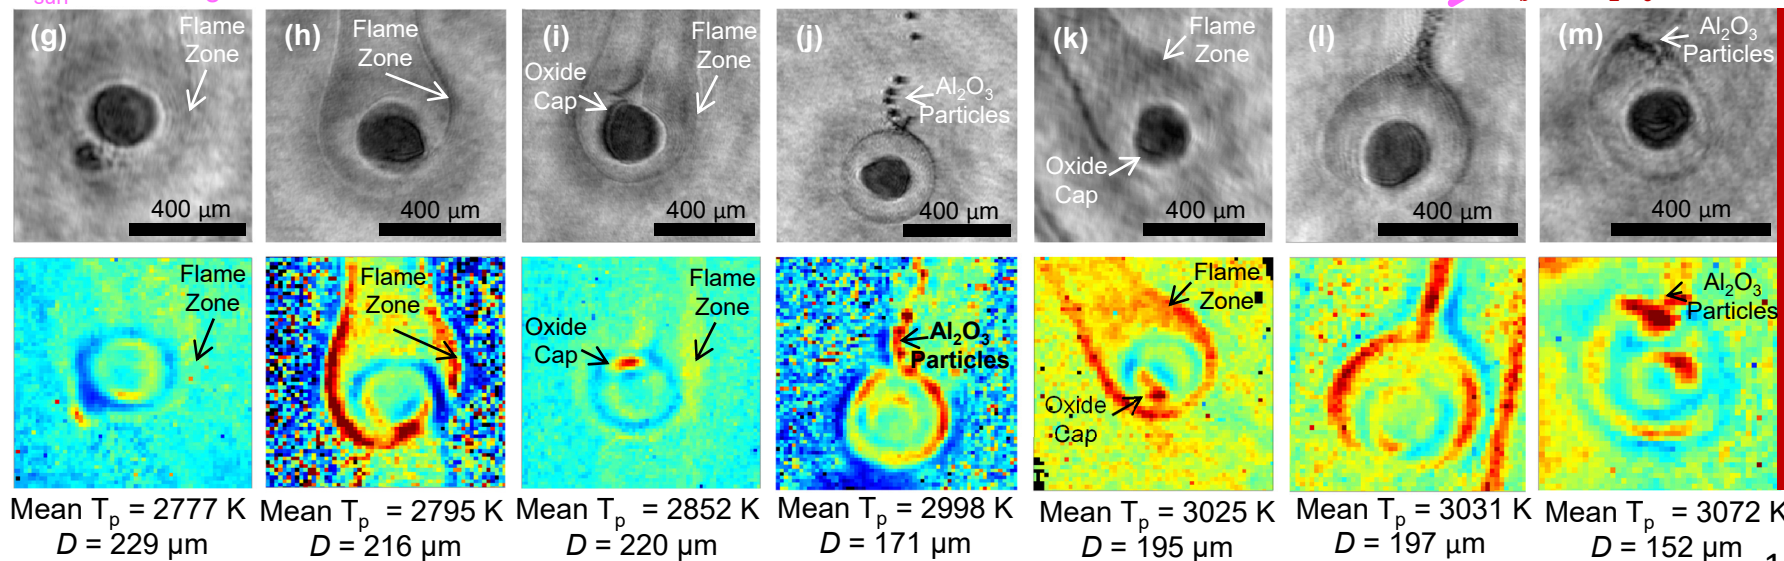 surf
(g)
Flame
Zone
400 µm
(h)
Flame
Zone
400 µm
(i)
Flame
Zone
Oxide
Cap
400 µm
(j)
Al₂O₃
Particles
400 µm
(k)
Flame
Zone
Oxide
Cap
400 µm
(l)
400 µm
(m)
Al₂O₃
Particles
400 µm
Flame
Zone
Flame
Zone
Flame
Zone
Oxide
Cap
Al₂O₃
Particles
Flame
Zone
Oxide
Cap
Al₂O₃
Particles
Mean Tₚ = 2777 K
D = 229 µm
Mean Tₚ = 2795 K
D = 216 µm
Mean Tₚ = 2852 K
D = 220 µm
Mean Tₚ = 2998 K
D = 171 µm
Mean Tₚ = 3025 K
D = 195 µm
Mean Tₚ = 3031 K
D = 197 µm
Mean Tₚ = 3072 K
D = 152 µm